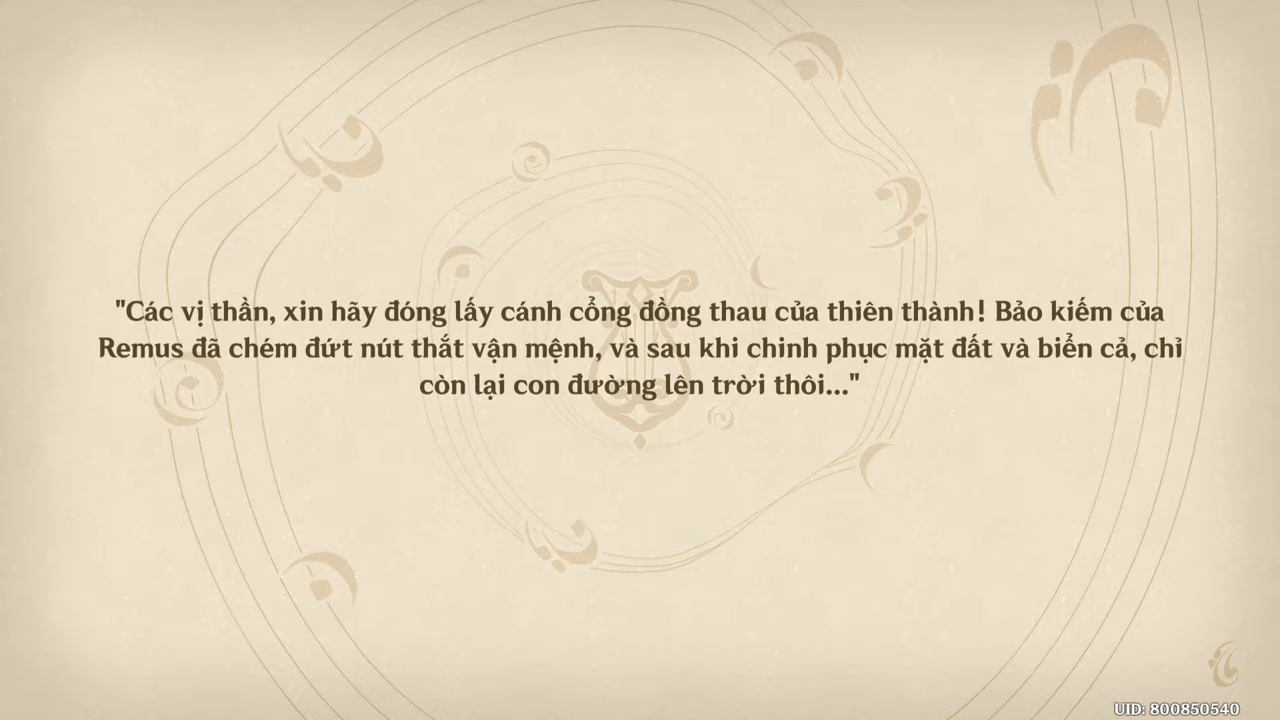 "Các vị thần, xin hãy đóng lấy cánh cổng đồng thau của thiên thành! Bảo kiếm của
Remus đã chém đứt nút thắt vận mệnh, và sau khi chinh phục mặt đất và biển cả, chỉ
còn lại con đường lên trời thôi..."
UID: 800850540